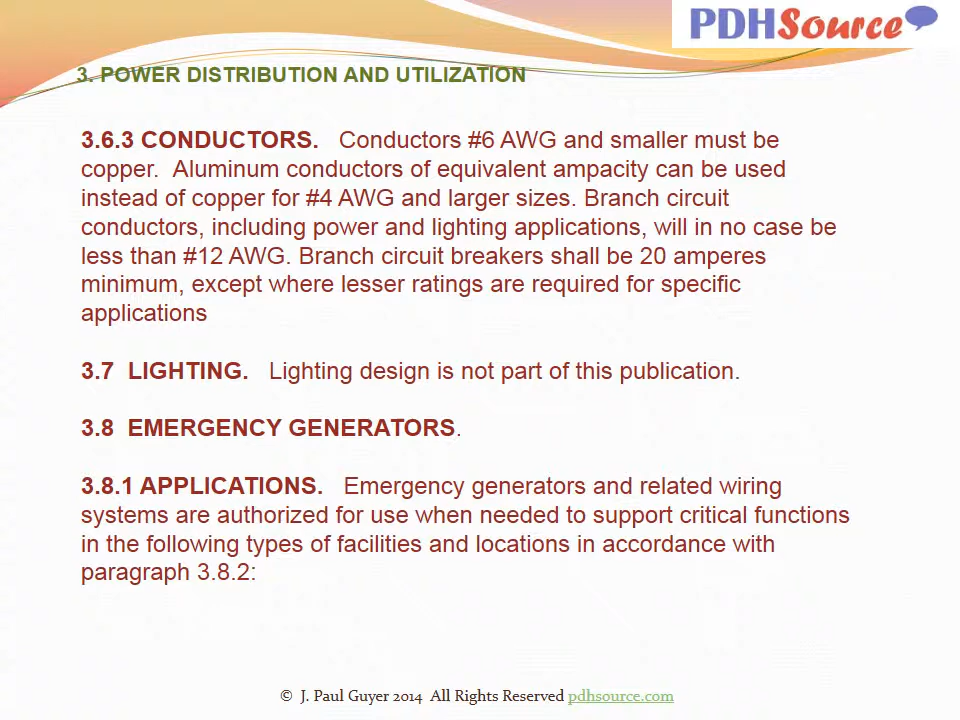 PDHSource
3. POWER DISTRIBUTION AND UTILIZATION
3.6.3 CONDUCTORS. Conductors #6 AWG and smaller must be
copper. Aluminum conductors of equivalent ampacity can be used
instead of copper for #4 AWG and larger sizes. Branch circuit
conductors, including power and lighting applications, will in no case be
less than #12 AWG. Branch circuit breakers shall be 20 amperes
minimum, except where lesser ratings are required for specific
applications
3.7 LIGHTING. Lighting design is not part of this publication.
3.8 EMERGENCY GENERATORS.
3.8.1 APPLICATIONS. Emergency generators and related wiring
systems are authorized for use when needed to support critical functions
in the following types of facilities and locations in accordance with
paragraph 3.8.2:
© J. Paul Guyer 2014 All Rights Reserved pdhsource.com